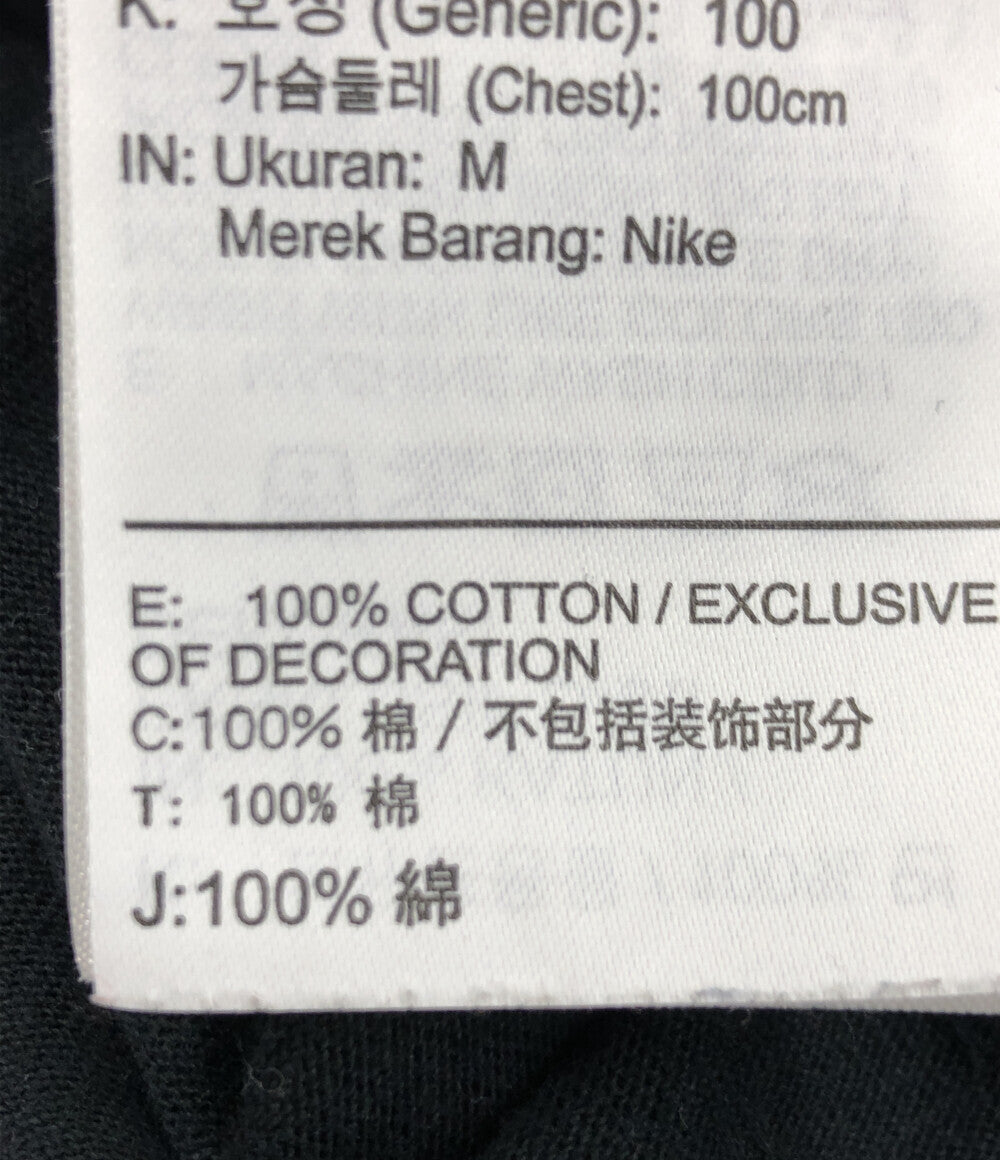 K: 호칭 (Generic): 100
가슴둘레 (Chest): 100cm
IN: Ukuran: M
Merek Barang: Nike
E: 100% COTTON / EXCLUSIVE
OF DECORATION
C:100% 棉 / 不包括装饰部分
T: 100% 棉
J:100% 綿